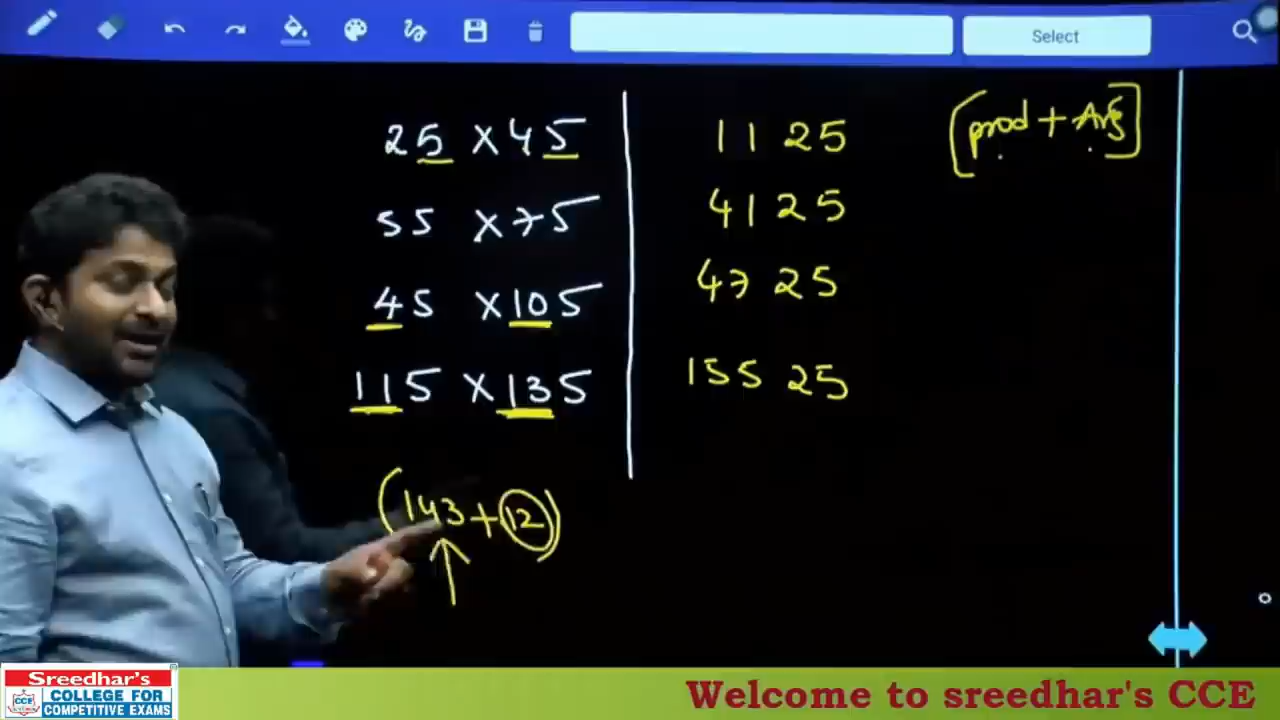 Select
25 × 45
1125
[prod + Avg]
55 × 75
4125
45 × 105
4725
115 × 135
15525
(143 + 12)
Sreedhar's
CCE
COLLEGE FOR
COMPETITIVE EXAMS
Welcome to sreedhar's CCE